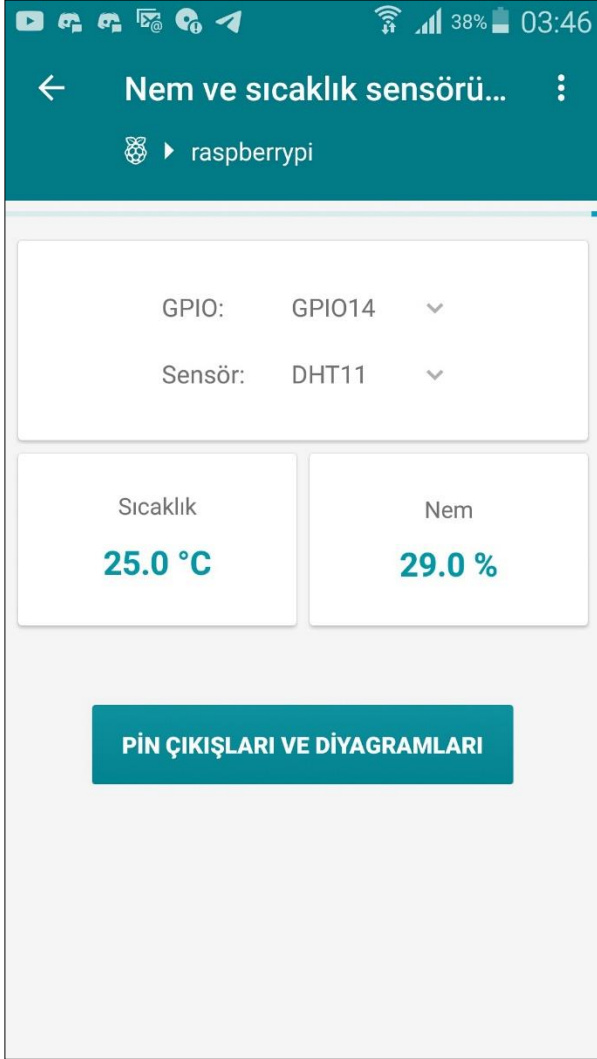 38% 03:46
Nem ve sıcaklık sensörü...
raspberrypi
GPIO: GPIO14
Sensör: DHT11
Sıcaklık
25.0 °C
Nem
29.0 %
PİN ÇIKIŞLARI VE DİYAGRAMLARI